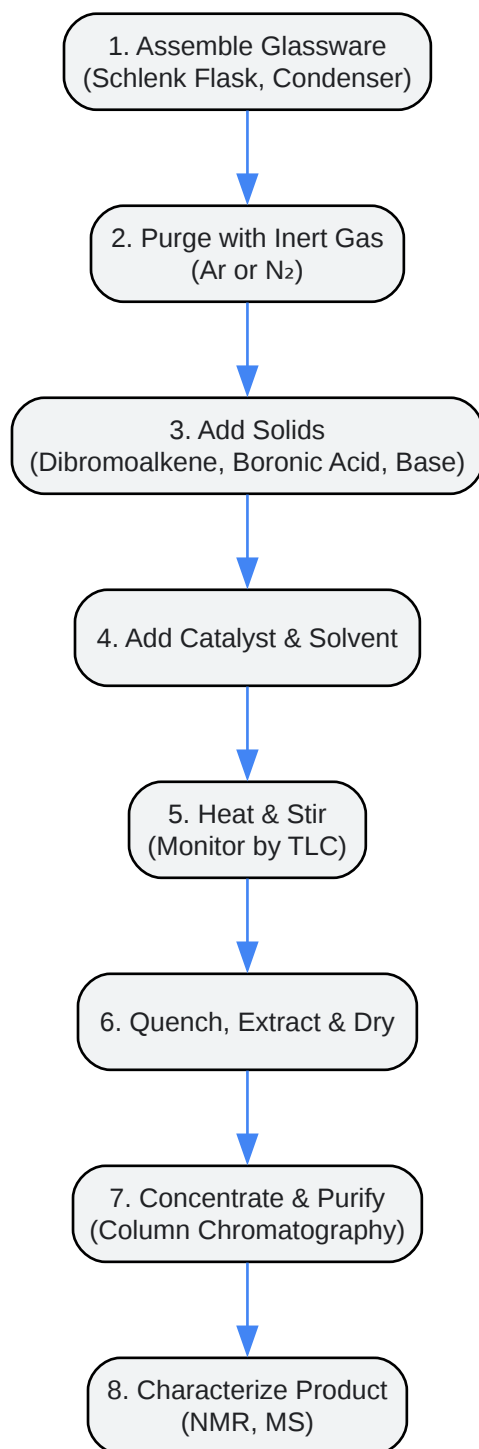 1. Assemble Glassware
(Schlenk Flask, Condenser)
2. Purge with Inert Gas
(Ar or N₂)
3. Add Solids
(Dibromoalkene, Boronic Acid, Base)
4. Add Catalyst & Solvent
5. Heat & Stir
(Monitor by TLC)
6. Quench, Extract & Dry
7. Concentrate & Purify
(Column Chromatography)
8. Characterize Product
(NMR, MS)